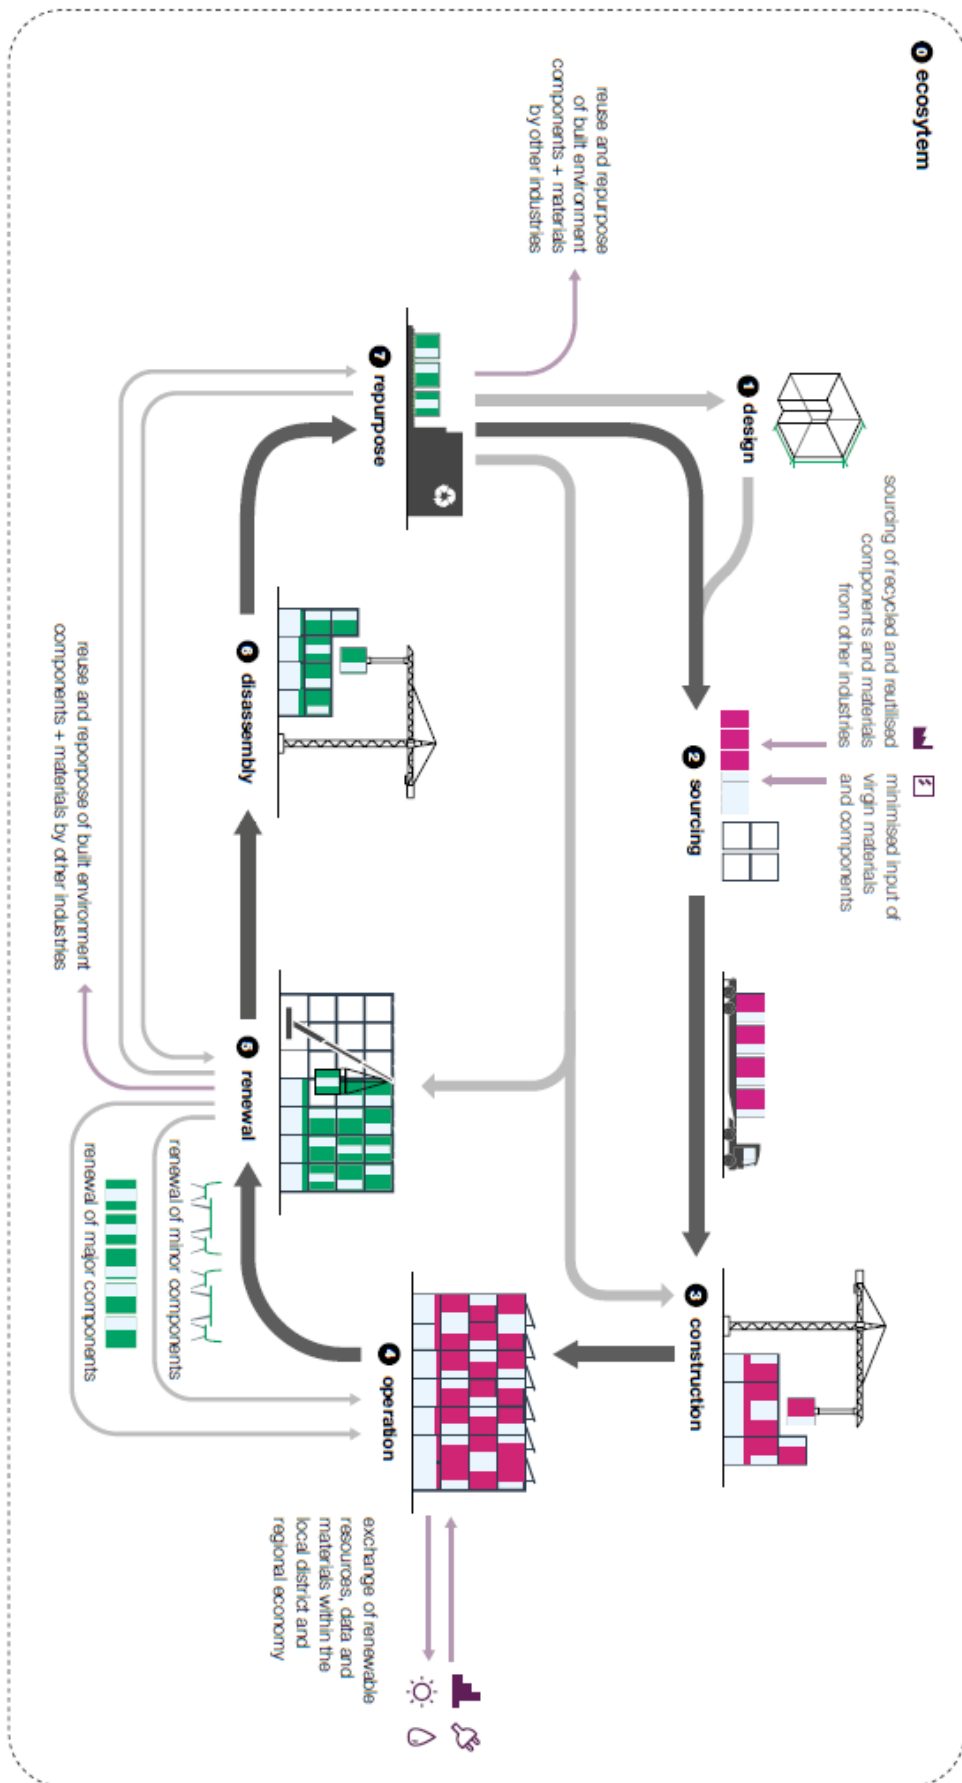 0 ecosytem
reuse and repurpose
of built environment
components + materials
by other industries
1 design
sourcing of recycled and reutilised
components and materials
from other industries
minimised input of
virgin materials
and components
2 sourcing
3 construction
4 operation
exchange of renewable
resources, data and
materials within the
local district and
regional economy
5 renewal
renewal of minor components
renewal of major components
6 disassembly
reuse and reporpose of built environment
components + materials by other industries
7 repurpose